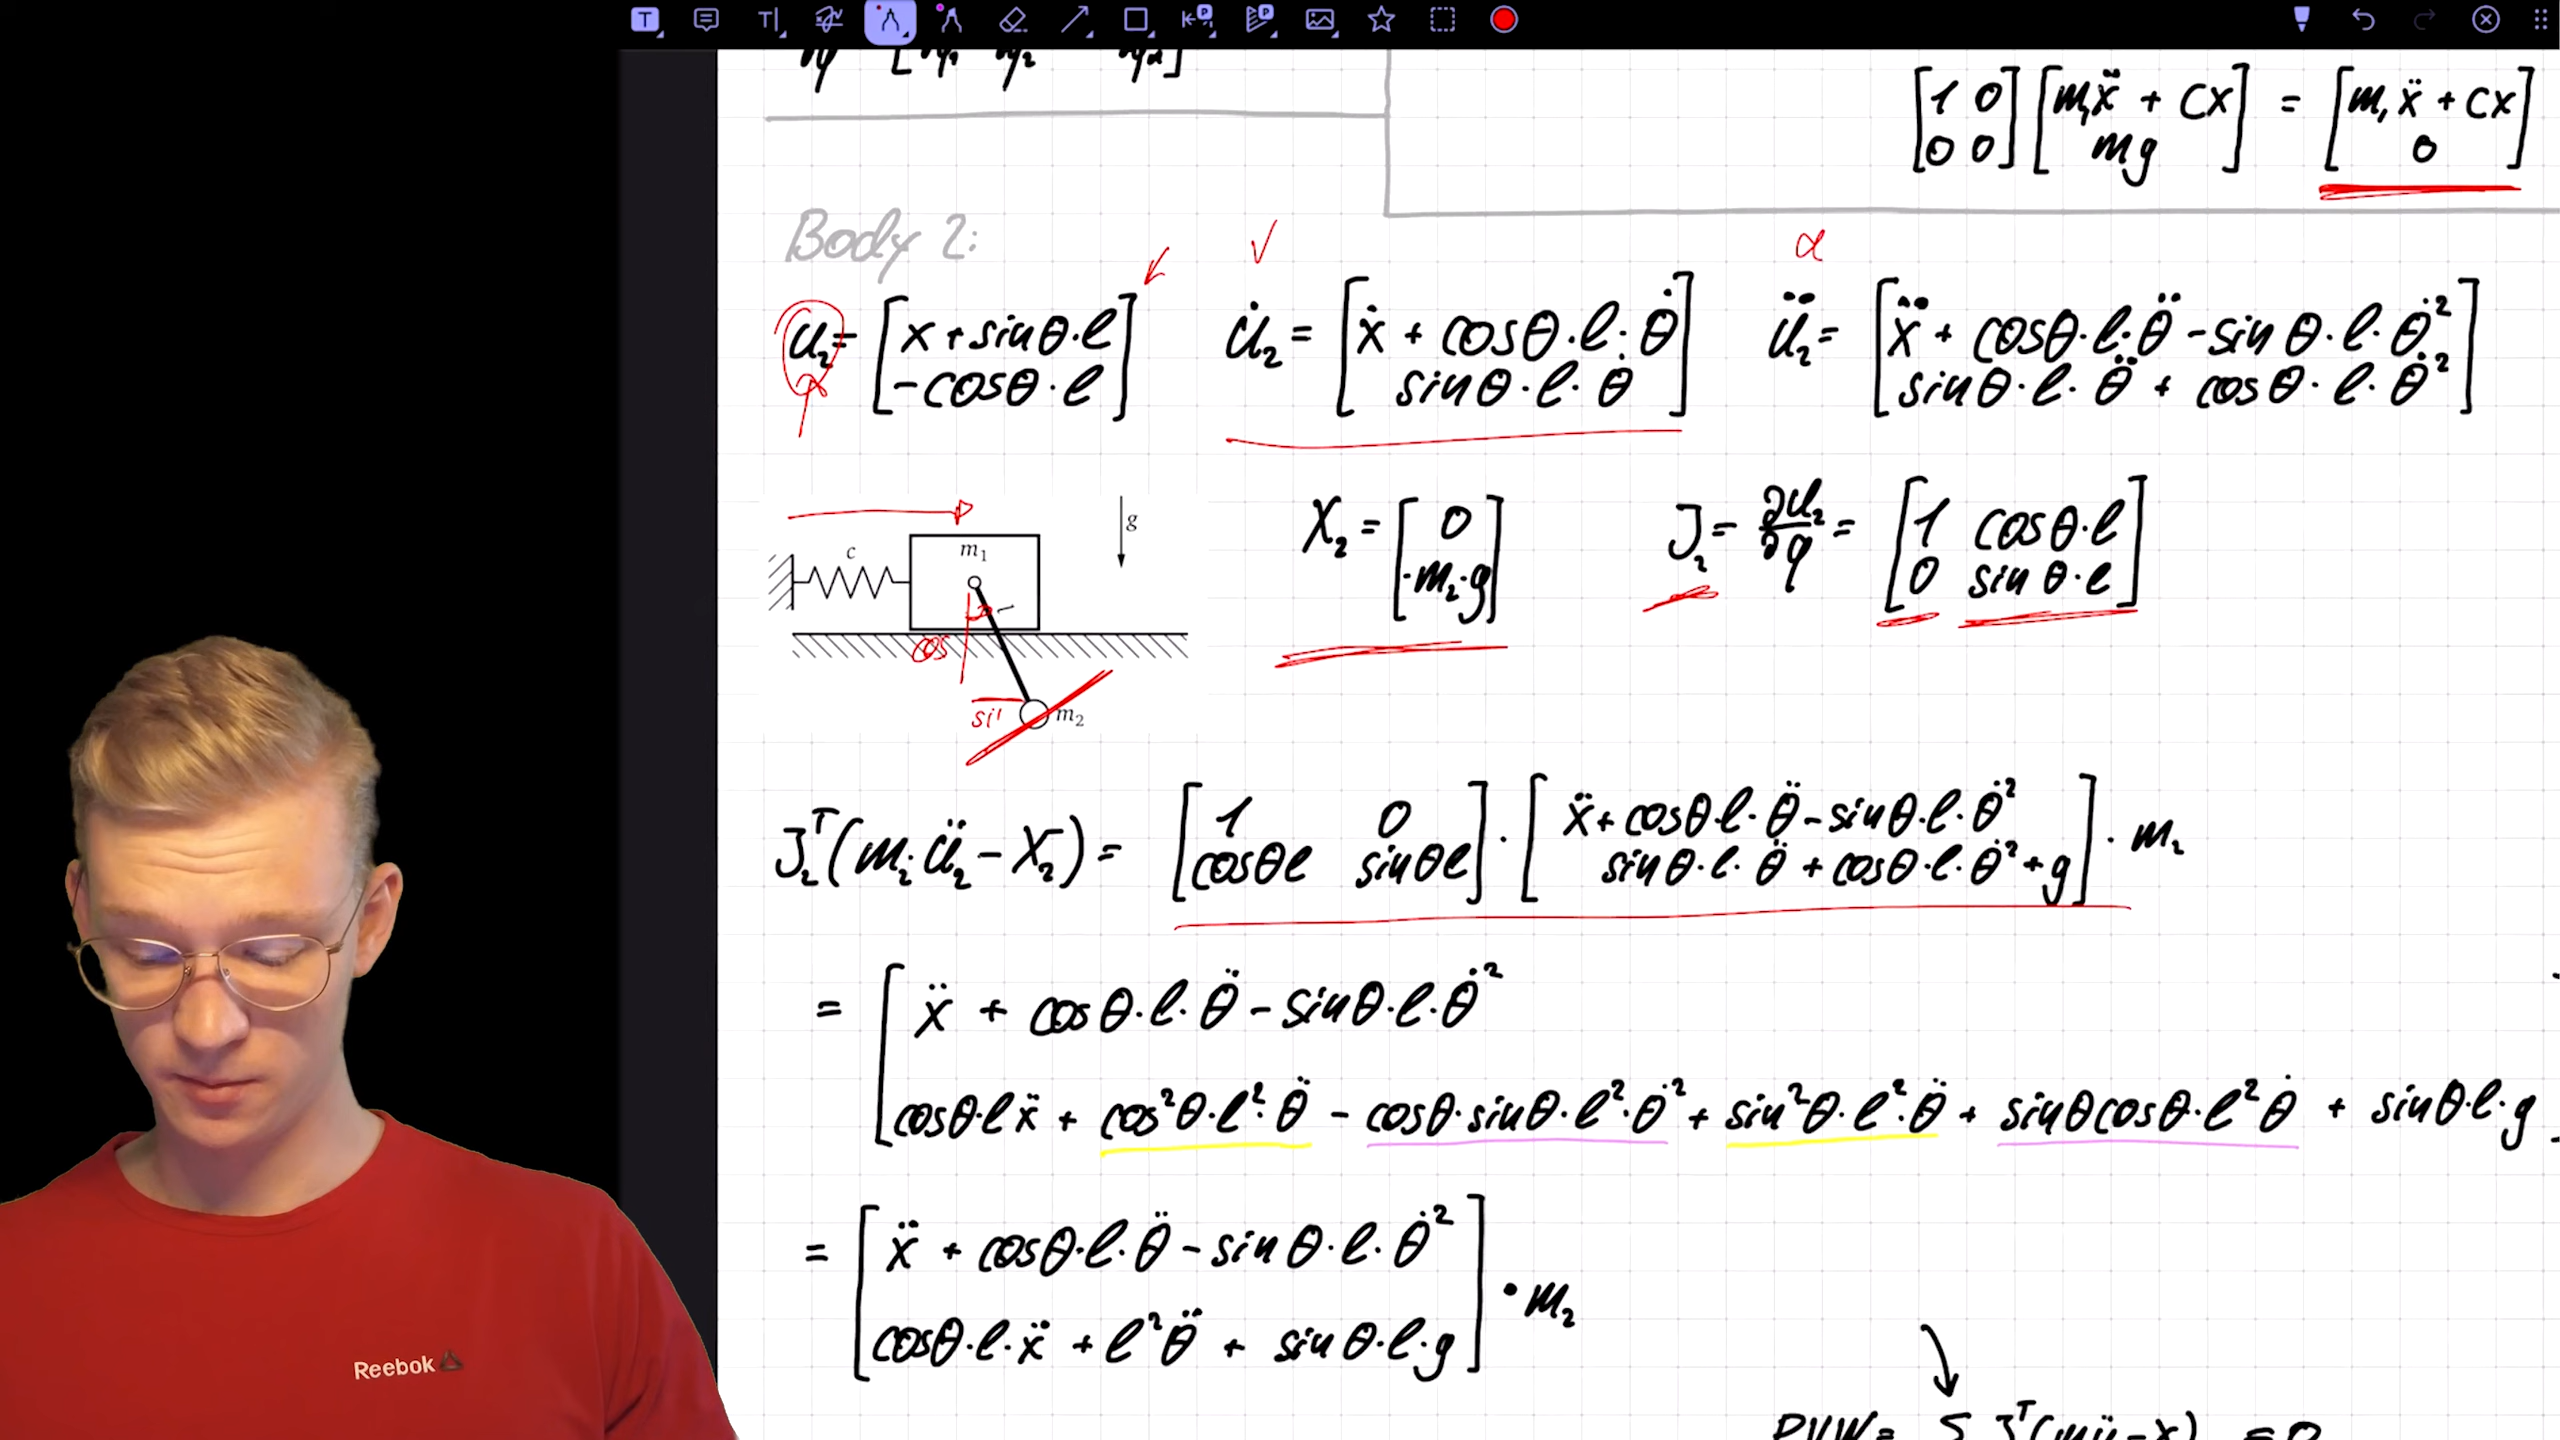 [1 0; 0 0] [m₁ẍ + cx; mg] = [m₁ẍ + cx; 0]
Body 2:
v
a
u₂ = [x + sinθ·l; -cosθ·l]
u̇₂ = [ẋ + cosθ·l·θ̇; sinθ·l·θ̇]
ü₂ = [ẍ + cosθ·l·θ̈ - sinθ·l·θ̇²; sinθ·l·θ̈ + cosθ·l·θ̇²]
g
c
m₁
cos
si
m₂
X₂ = [0; -m₂·g]
J₂ = ∂u₂/∂q = [1 cosθ·l; 0 sinθ·l]
J₂ᵀ(m₂ü₂ - X₂) = [1 0; cosθl sinθl] · [ẍ + cosθ·l·θ̈ - sinθ·l·θ̇²; sinθ·l·θ̈ + cosθ·l·θ̇² + g] · m₂
= [ẍ + cosθ·l·θ̈ - sinθ·l·θ̇²
cosθ·lẍ + cos²θ·l²·θ̈ - cosθ·sinθ·l²·θ̇² + sin²θ·l²·θ̈ + sinθcosθ·l²θ̇ + sinθ·l·g
= [ẍ + cosθ·l·θ̈ - sinθ·l·θ̇²
cosθ·l·ẍ + l²θ̈ + sinθ·l·g] · m₂
Reebok